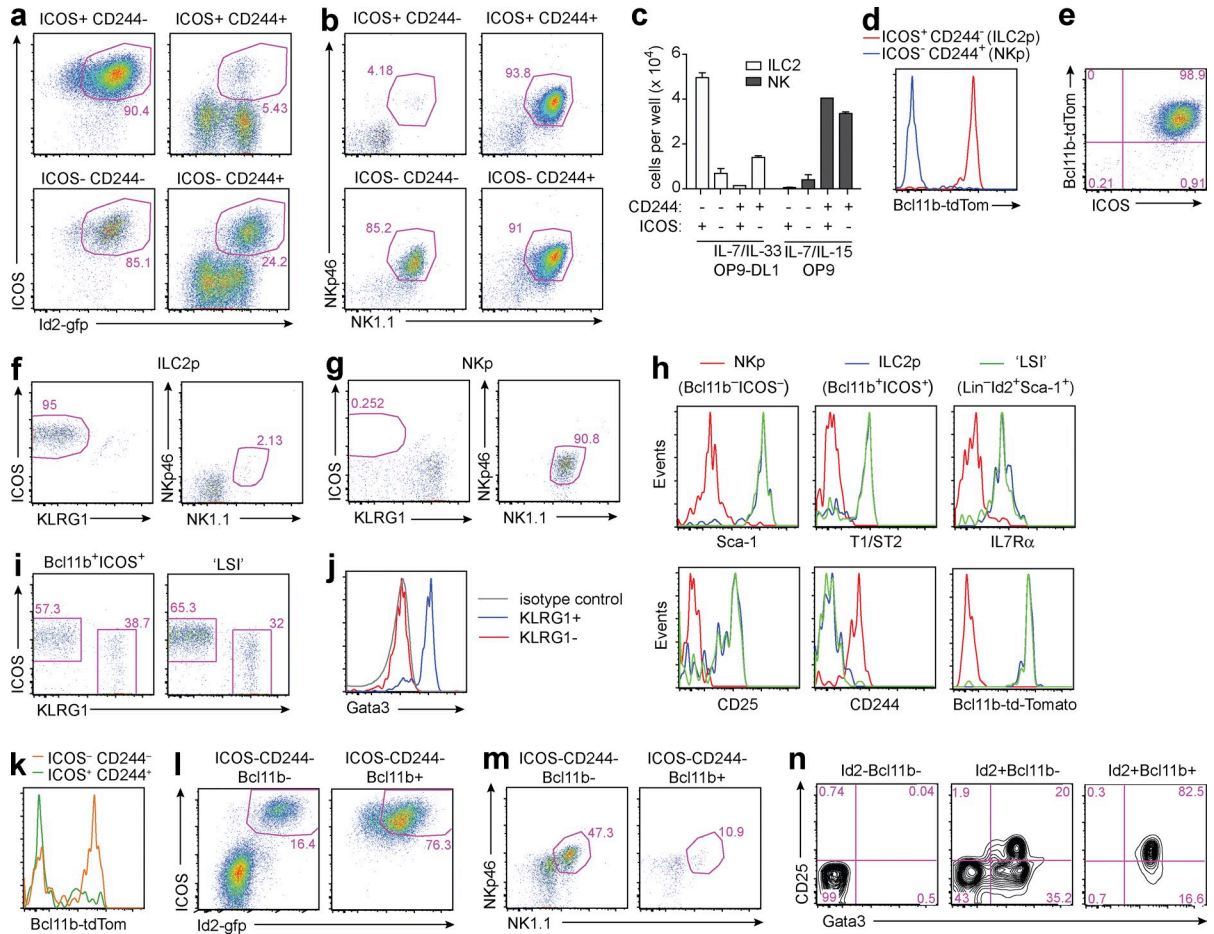 a
ICOS+ CD244-
ICOS+ CD244+
90.4
5.43
ICOS- CD244-
ICOS- CD244+
85.1
24.2
ICOS
Id2-gfp
b
ICOS+ CD244-
ICOS+ CD244+
4.18
93.8
ICOS- CD244-
ICOS- CD244+
85.2
91
NKp46
NK1.1
c
cells per well (x 10⁴)
6
4
2
0
ILC2
NK
CD244: - - + + - - + +
ICOS: + - + - + - + -
IL-7/IL-33 IL-7/IL-15
OP9-DL1 OP9
d
ICOS⁺ CD244⁻ (ILC2p)
ICOS⁻ CD244⁺ (NKp)
Bcl11b-tdTom
e
0
98.9
0.21
0.91
Bcl11b-tdTom
ICOS
f
ILC2p
95
2.13
ICOS
KLRG1
NKp46
NK1.1
g
NKp
0.252
90.8
ICOS
KLRG1
NKp46
NK1.1
h
NKp
(Bcl11b⁻ICOS⁻)
ILC2p
(Bcl11b⁺ICOS⁺)
'LSI'
(Lin⁻Id2⁺Sca-1⁺)
Events
Sca-1
T1/ST2
IL7Rα
Events
CD25
CD244
Bcl11b-td-Tomato
i
Bcl11b⁺ICOS⁺
'LSI'
57.3
38.7
65.3
32
ICOS
KLRG1
j
isotype control
KLRG1+
KLRG1-
Gata3
k
ICOS⁻ CD244⁻
ICOS⁺ CD244⁺
Bcl11b-tdTom
l
ICOS-CD244-
Bcl11b-
ICOS-CD244-
Bcl11b+
16.4
76.3
ICOS
Id2-gfp
m
ICOS-CD244-
Bcl11b-
ICOS-CD244-
Bcl11b+
47.3
10.9
NKp46
NK1.1
n
Id2-Bcl11b-
Id2+Bcl11b-
Id2+Bcl11b+
0.74
0.04
1.9
20
0.3
82.5
99
0.5
43
35.2
0.7
16.6
CD25
Gata3